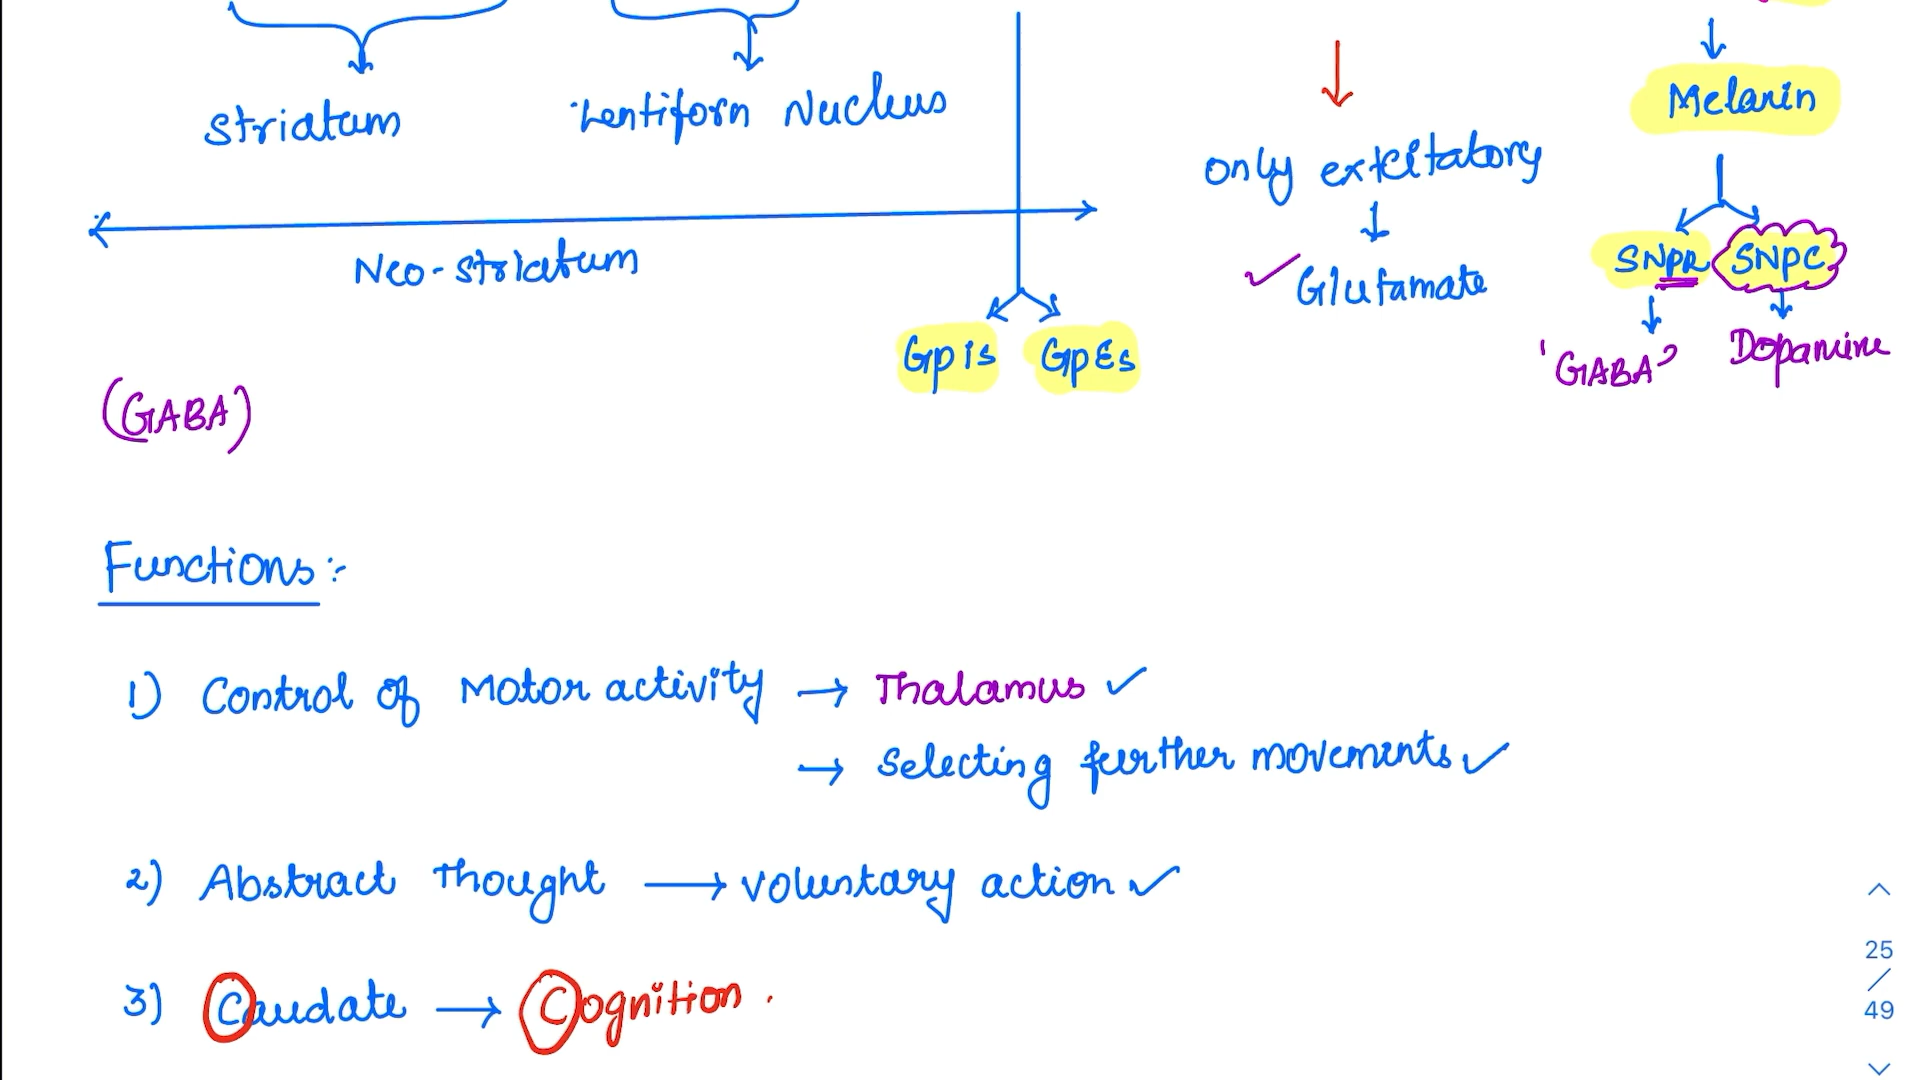 Striatum
Lentiform Nucleus
Neo-Striatum
GPis GPEs
(GABA)
only extcitatory
Glutamate
Melanin
SNPR SNPC
'GABA' Dopamine
Functions:-
1) Control of Motor activity → Thalamus ✓
→ Selecting further movements ✓
2) Abstract Thought → voluntary action ✓
3) Caudate → Cognition.
25
/
49